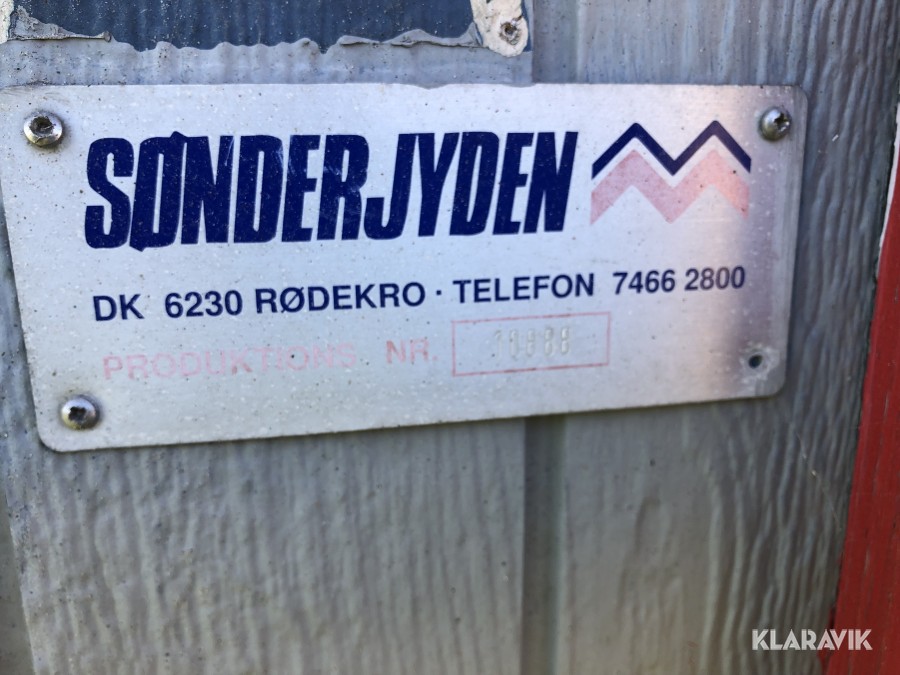 SØNDERJYDEN
DK 6230 RØDEKRO · TELEFON 7466 2800
PRODUKTIONS NR.
KLARAVIK